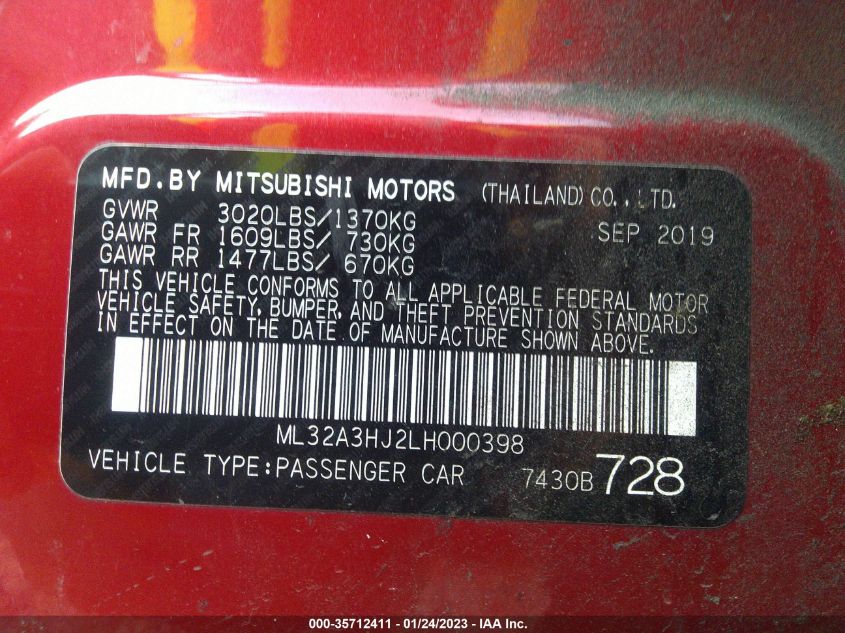 MFD.BY MITSUBISHI MOTORS (THAILAND) CO., LTD.
GVWR 3020LBS/1370KG SEP 2019
GAWR FR 1609LBS/ 730KG
GAWR RR 1477LBS/ 670KG
THIS VEHICLE CONFORMS TO ALL APPLICABLE FEDERAL MOTOR
VEHICLE SAFETY, BUMPER, AND THEFT PREVENTION STANDARDS
IN EFFECT ON THE DATE OF MANUFACTURE SHOWN ABOVE.
ML32A3HJ2LH000398
VEHICLE TYPE:PASSENGER CAR 7430B 728
000-35712411 - 01/24/2023 - IAA Inc.